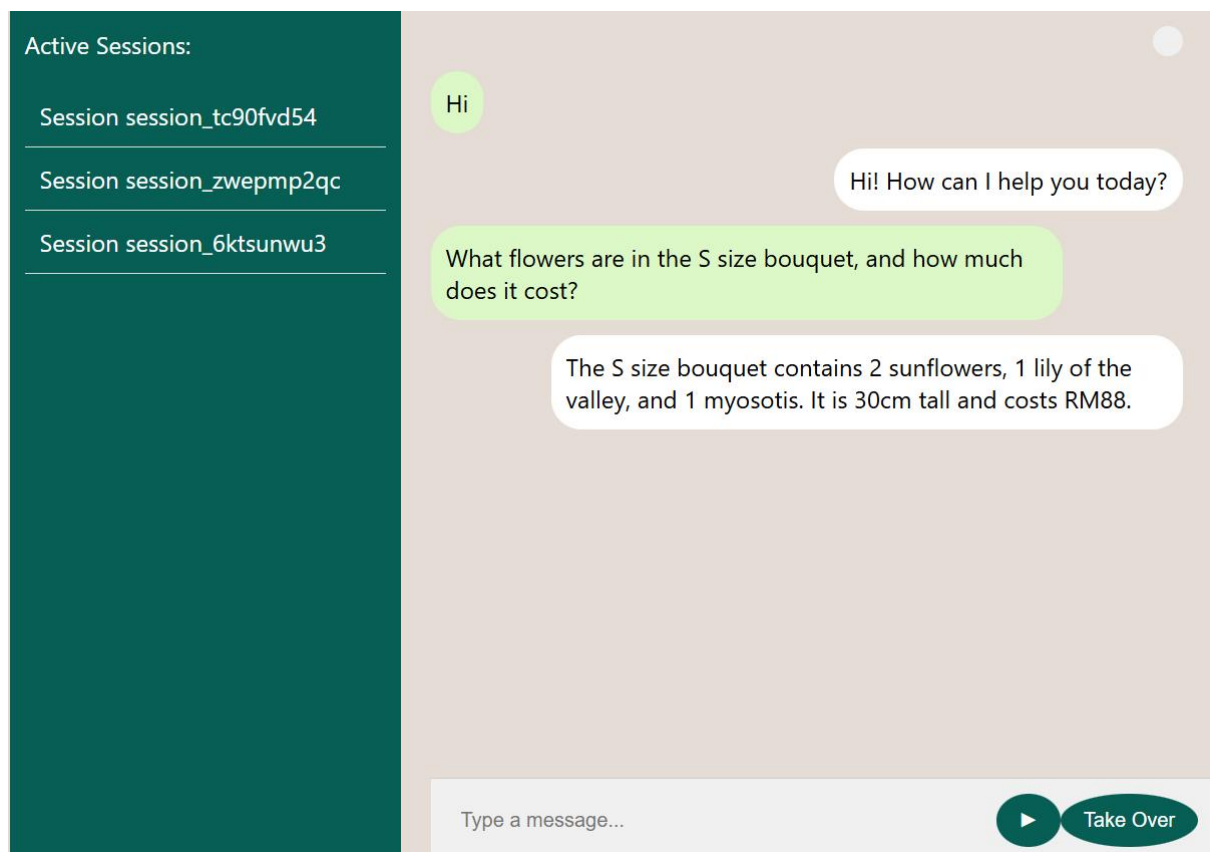 Active Sessions:
Session session_tc90fvd54
Session session_zwepmp2qc
Session session_6ktsunwu3
Hi
Hi! How can I help you today?
What flowers are in the S size bouquet, and how much
does it cost?
The S size bouquet contains 2 sunflowers, 1 lily of the
valley, and 1 myosotis. It is 30cm tall and costs RM88.
Type a message...
Take Over